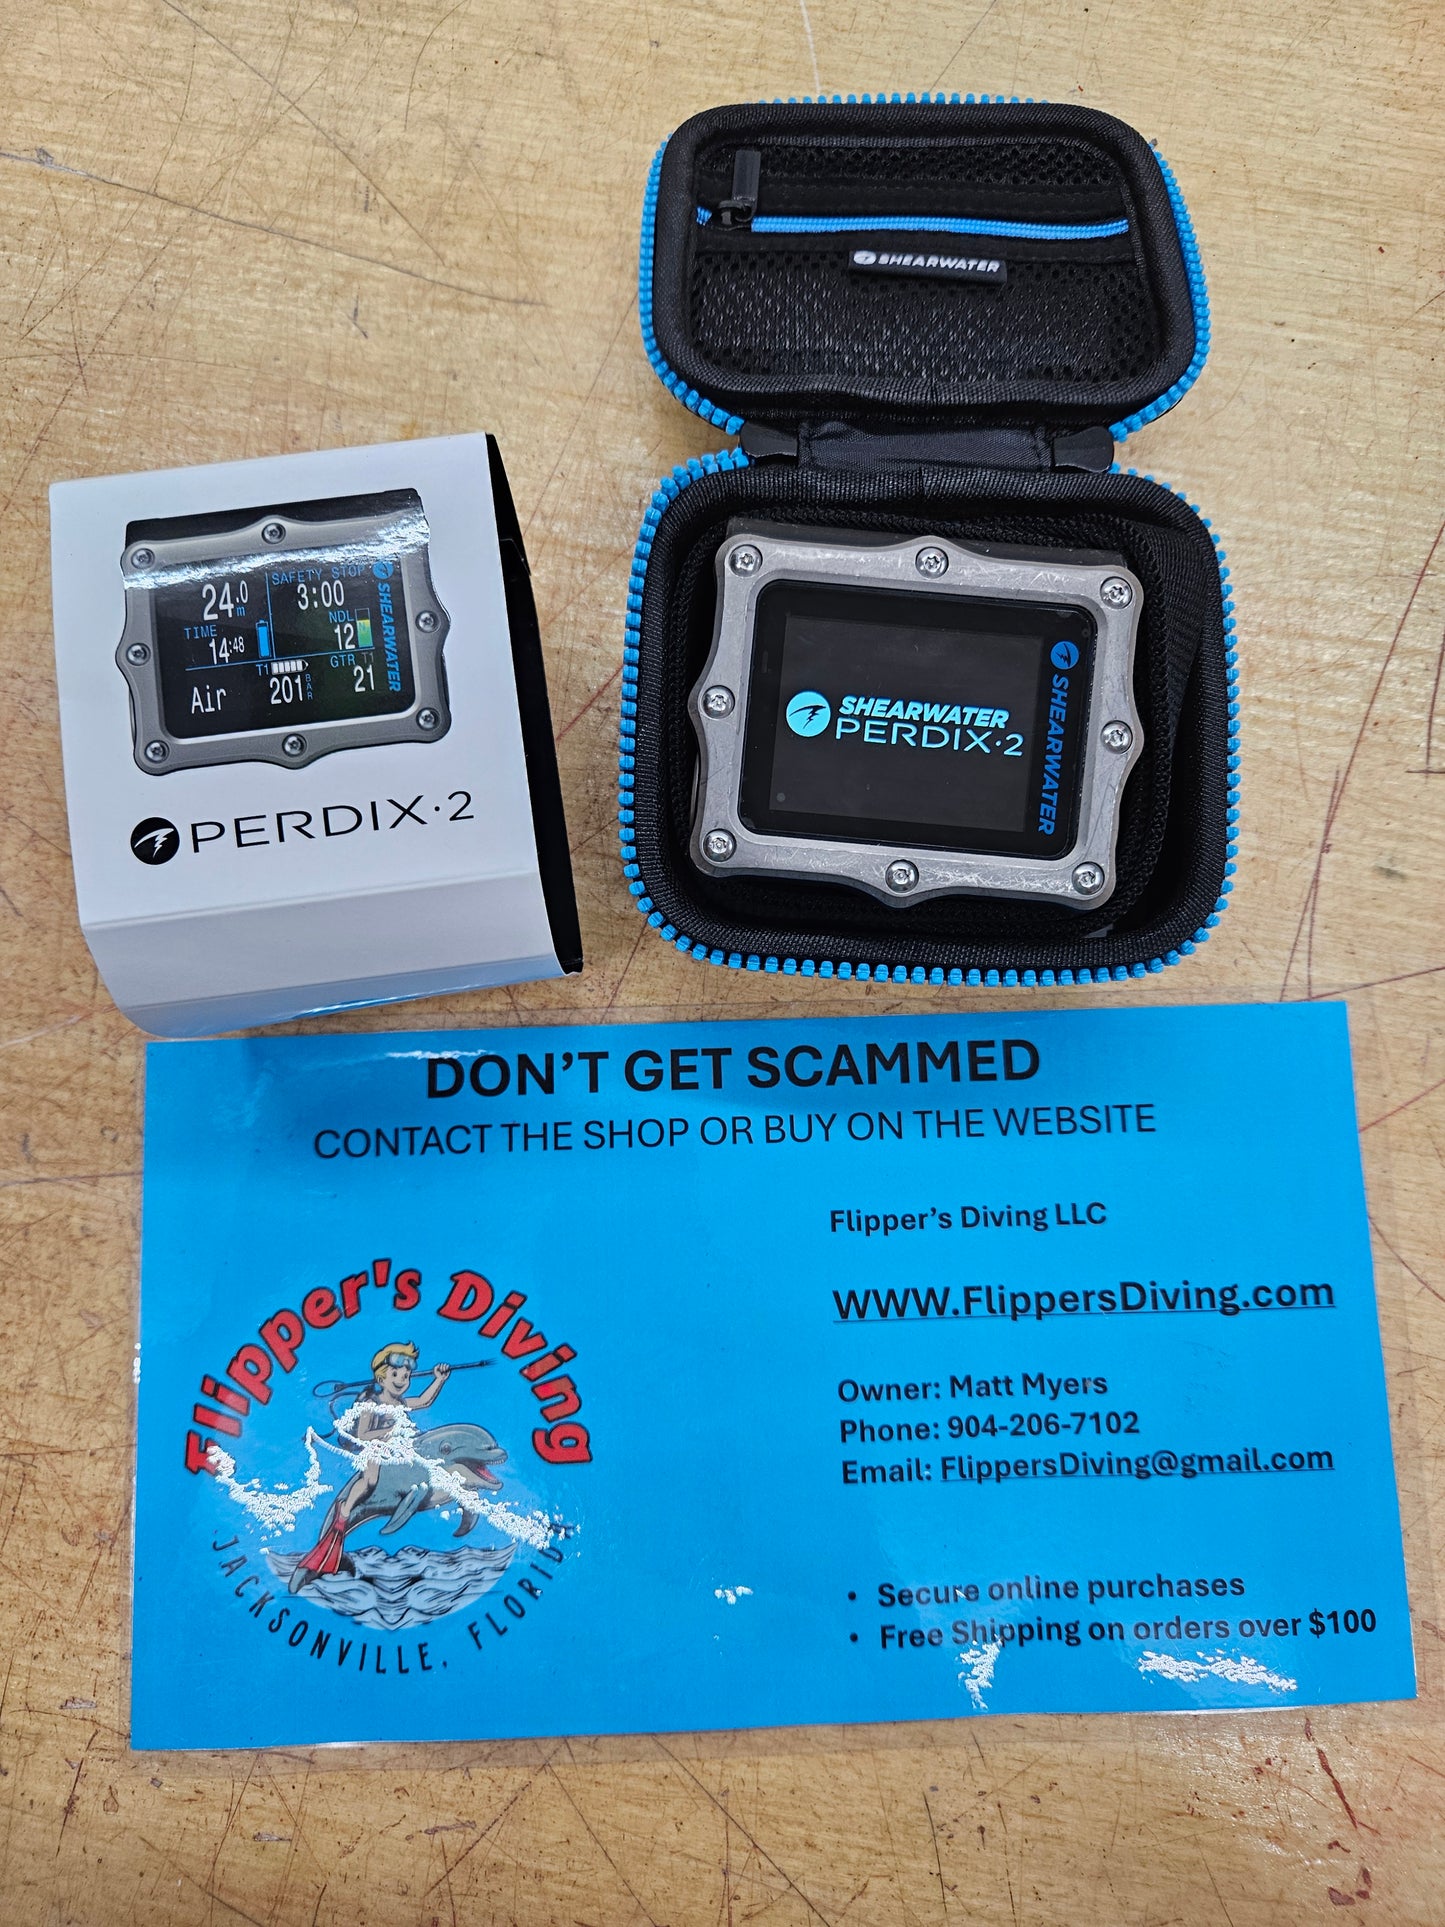 SHEARWATER
24.0
m
SAFETY STOP
3:00
TIME
14:48
NDL
12
T1
201 BAR
GTR T1
21
Air
SHEARWATER
PERDIX·2
SHEARWATER
PERDIX·2
SHEARWATER
DON'T GET SCAMMED
CONTACT THE SHOP OR BUY ON THE WEBSITE
Flipper's Diving LLC
WWW.FlippersDiving.com
Owner: Matt Myers
Phone: 904-206-7102
Email: FlippersDiving@gmail.com
• Secure online purchases
• Free Shipping on orders over $100
Flipper's Diving
JACKSONVILLE, FLORIDA